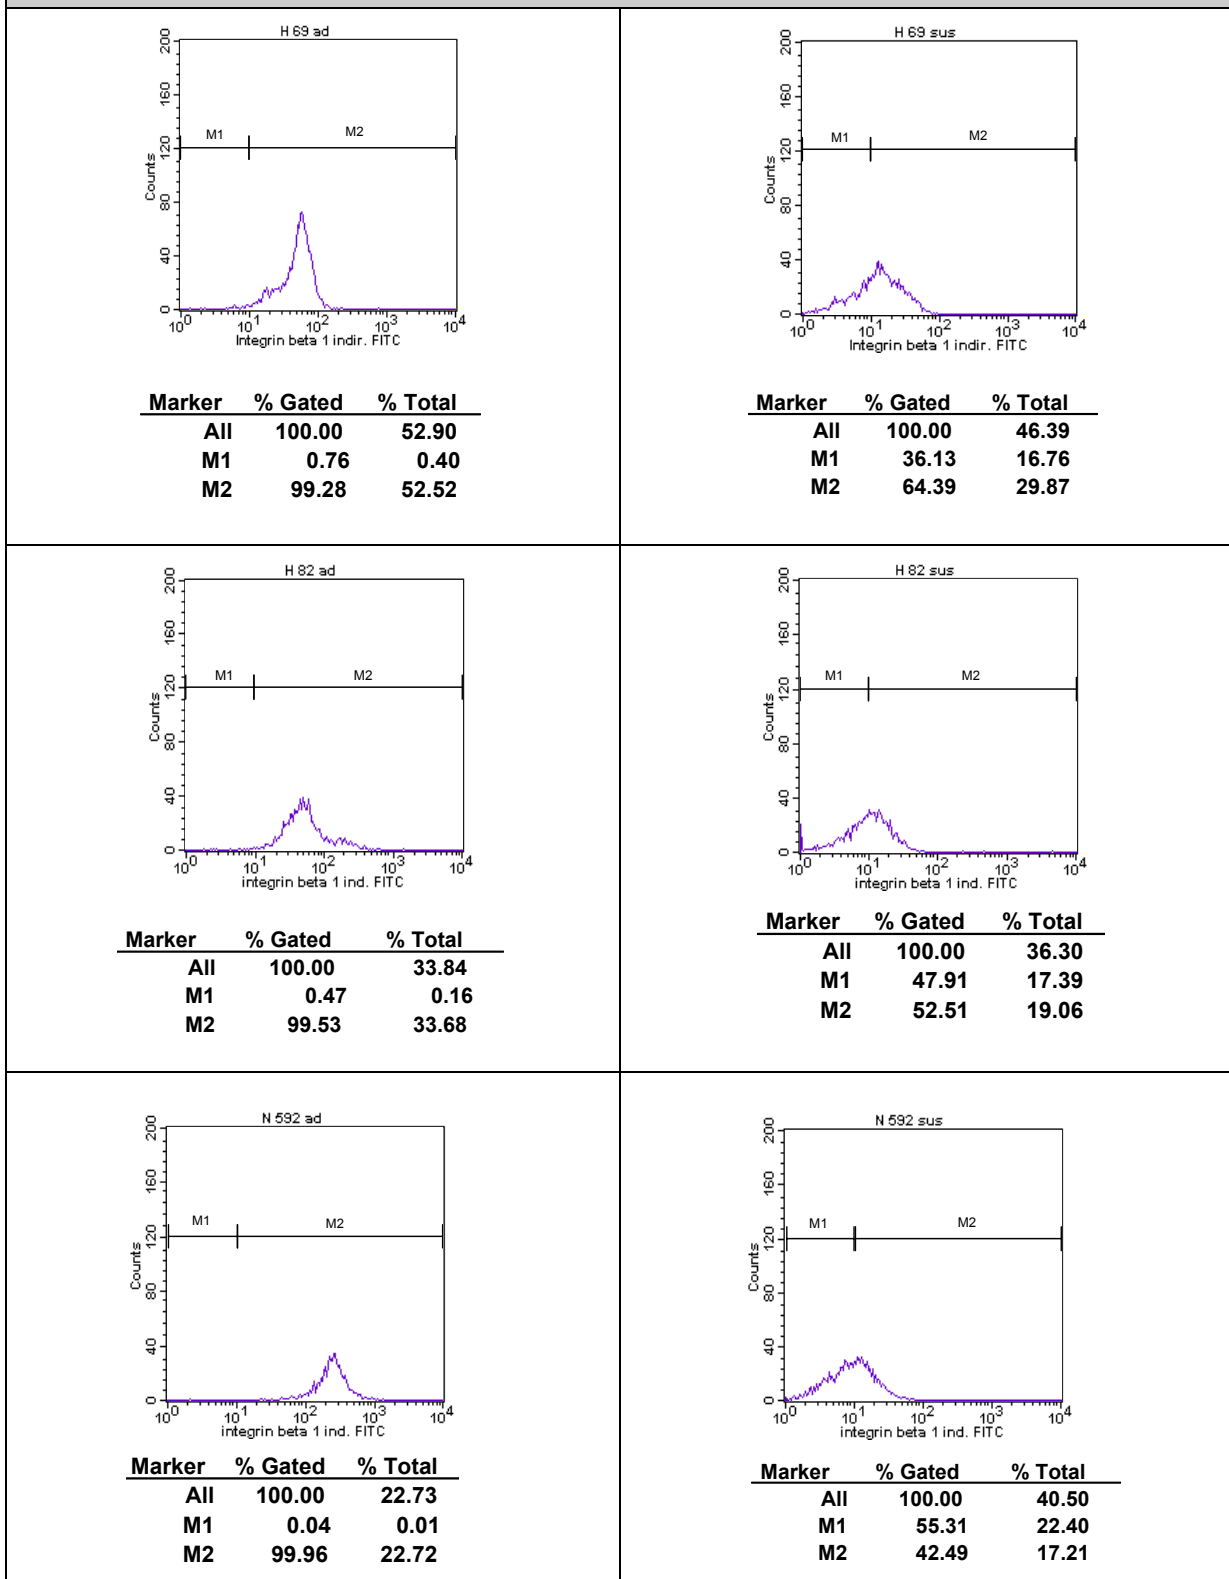 H 69 ad
200
160
120
80
40
0
Counts
M1 M2
10^0 10^1 10^2 10^3 10^4
Integrin beta 1 indir. FITC
Marker % Gated % Total
All 100.00 52.90
M1 0.76 0.40
M2 99.28 52.52
H 69 sus
200
160
120
80
40
0
Counts
M1 M2
10^0 10^1 10^2 10^3 10^4
Integrin beta 1 indir. FITC
Marker % Gated % Total
All 100.00 46.39
M1 36.13 16.76
M2 64.39 29.87
H 82 ad
200
160
120
80
40
0
Counts
M1 M2
10^0 10^1 10^2 10^3 10^4
integrin beta 1 ind. FITC
Marker % Gated % Total
All 100.00 33.84
M1 0.47 0.16
M2 99.53 33.68
H 82 sus
200
160
120
80
40
0
Counts
M1 M2
10^0 10^1 10^2 10^3 10^4
integrin beta 1 ind. FITC
Marker % Gated % Total
All 100.00 36.30
M1 47.91 17.39
M2 52.51 19.06
N 592 ad
200
160
120
80
40
0
Counts
M1 M2
10^0 10^1 10^2 10^3 10^4
integrin beta 1 ind. FITC
Marker % Gated % Total
All 100.00 22.73
M1 0.04 0.01
M2 99.96 22.72
N 592 sus
200
160
120
80
40
0
Counts
M1 M2
10^0 10^1 10^2 10^3 10^4
integrin beta 1 ind. FITC
Marker % Gated % Total
All 100.00 40.50
M1 55.31 22.40
M2 42.49 17.21